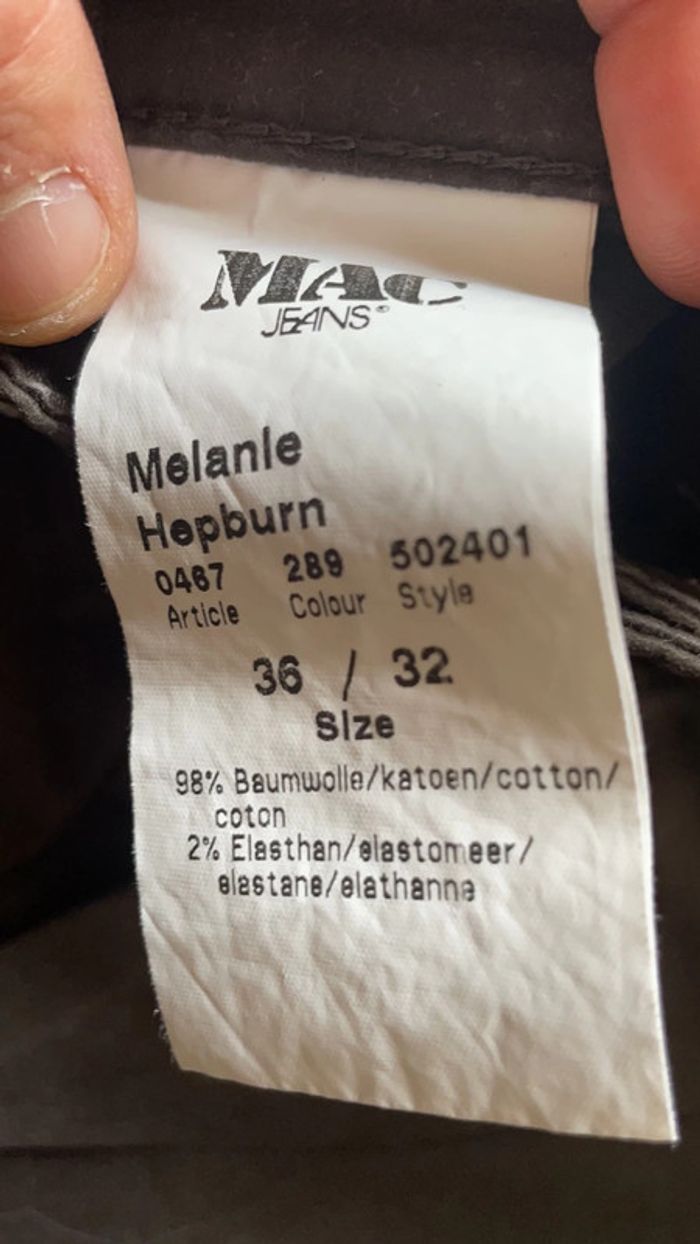 MAC
JEANS®
Melanie
Hepburn
0467 289 502401
Article Colour Style
36 / 32
Size
98% Baumwolle/katoen/cotton/
coton
2% Elasthan/elastomeer/
elastane/elathanne